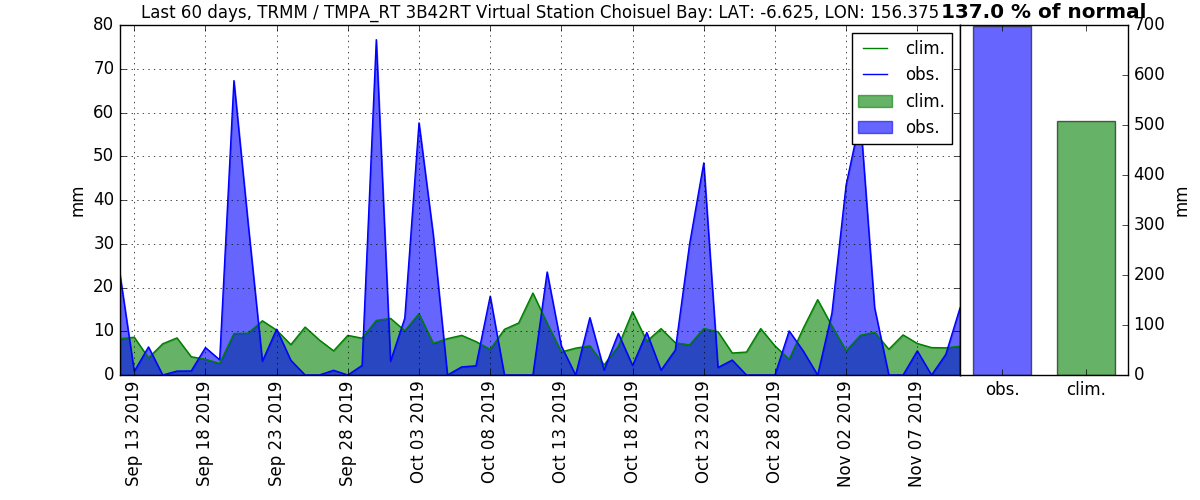 Last 60 days, TRMM / TMPA_RT 3B42RT Virtual Station Choisuel Bay: LAT: -6.625, LON: 156.375
137.0 % of normal
80
70
60
50
40
30
20
10
0
mm
clim.
obs.
clim.
obs.
Sep 13 2019
Sep 18 2019
Sep 23 2019
Sep 28 2019
Oct 03 2019
Oct 08 2019
Oct 13 2019
Oct 18 2019
Oct 23 2019
Oct 28 2019
Nov 02 2019
Nov 07 2019
700
600
500
400
300
200
100
0
mm
obs.
clim.